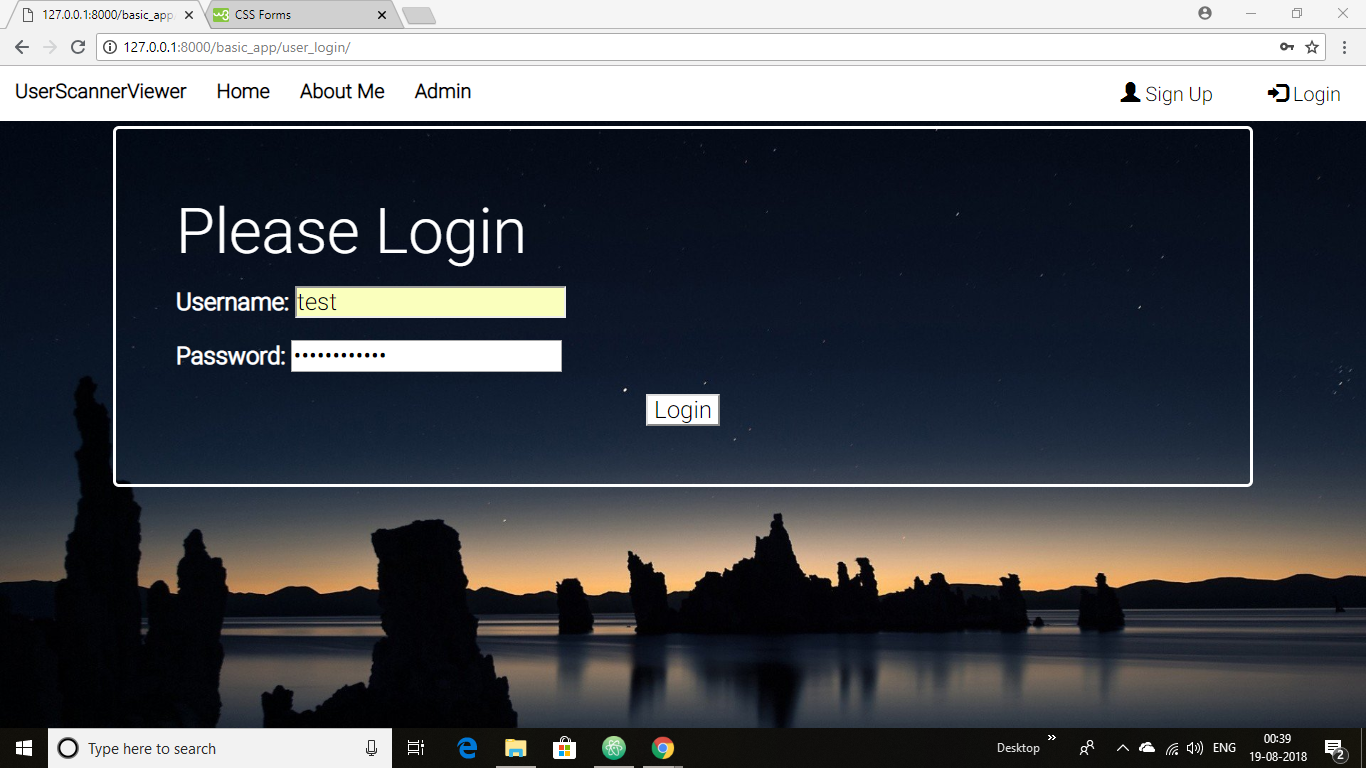 127.0.0.1:8000/basic_app CSS Forms
127.0.0.1:8000/basic_app/user_login/
UserScannerViewer Home About Me Admin Sign Up Login
Please Login
Username: test
Password: ••••••••••••
Login
Type here to search Desktop ENG 00:39
19-08-2018 2